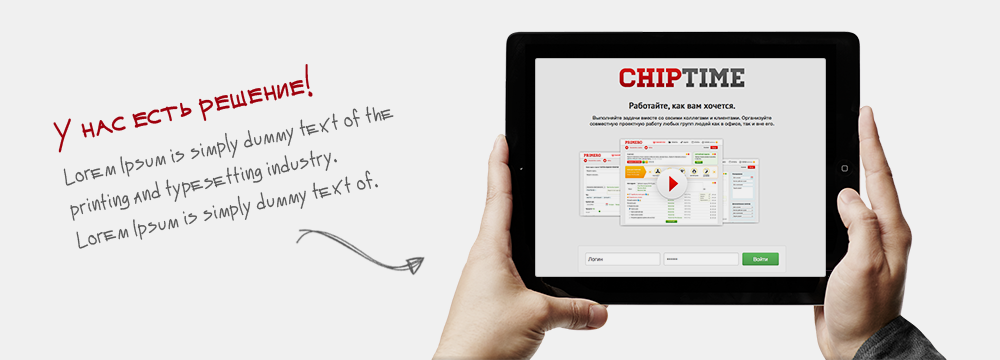 У нас есть решение!
Lorem Ipsum is simply dummy text of the
printing and typesetting industry.
Lorem Ipsum is simply dummy text of.
CHIPTIME
Работайте, как вам хочется.
Выполняйте задачи вместе со своими коллегами и клиентами. Организуйте
совместную проектную работу любых групп людей как в офисе, так и вне его.
Логин
Войти